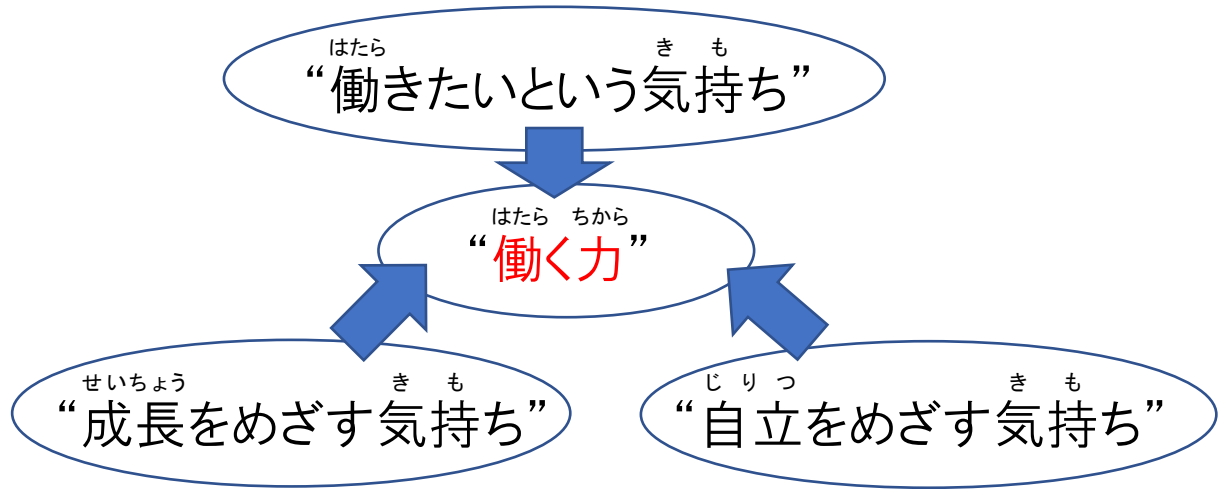 はたら き も
“働きたいという気持ち”
はたら ちから
“働く力”
せいちょう き も
“成長をめざす気持ち”
じりつ き も
“自立をめざす気持ち”